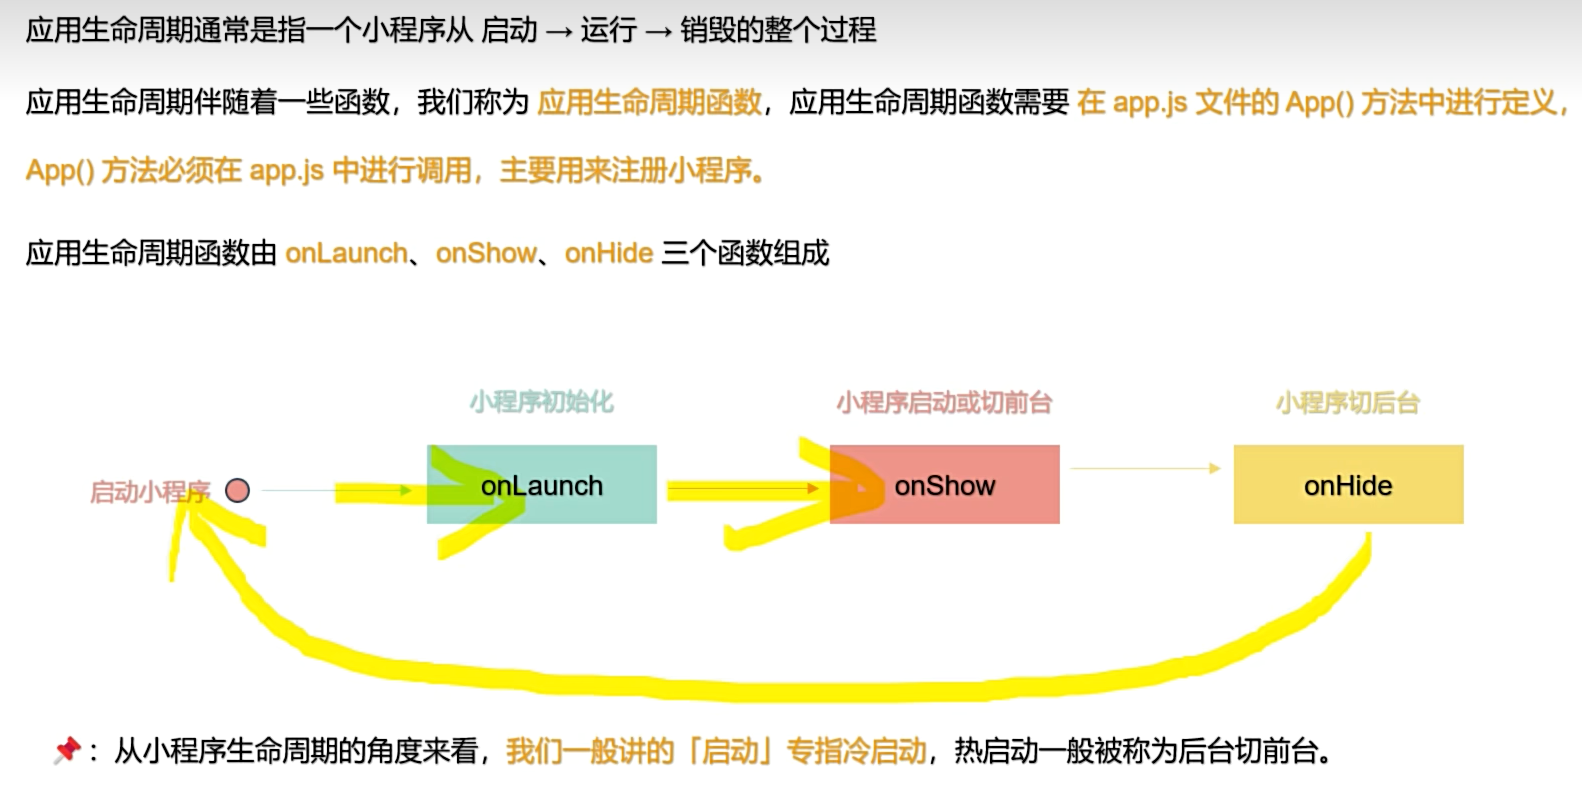 应用生命周期通常是指一个小程序从 启动 → 运行 → 销毁的整个过程
应用生命周期伴随着一些函数，我们称为 应用生命周期函数，应用生命周期函数需要 在 app.js 文件的 App() 方法中进行定义，
App() 方法必须在 app.js 中进行调用，主要用来注册小程序。
应用生命周期函数由 onLaunch、onShow、onHide 三个函数组成
小程序初始化
小程序启动或切前台
小程序切后台
启动小程序
onLaunch
onShow
onHide
📌：从小程序生命周期的角度来看，我们一般讲的「启动」专指冷启动，热启动一般被称为后台切前台。